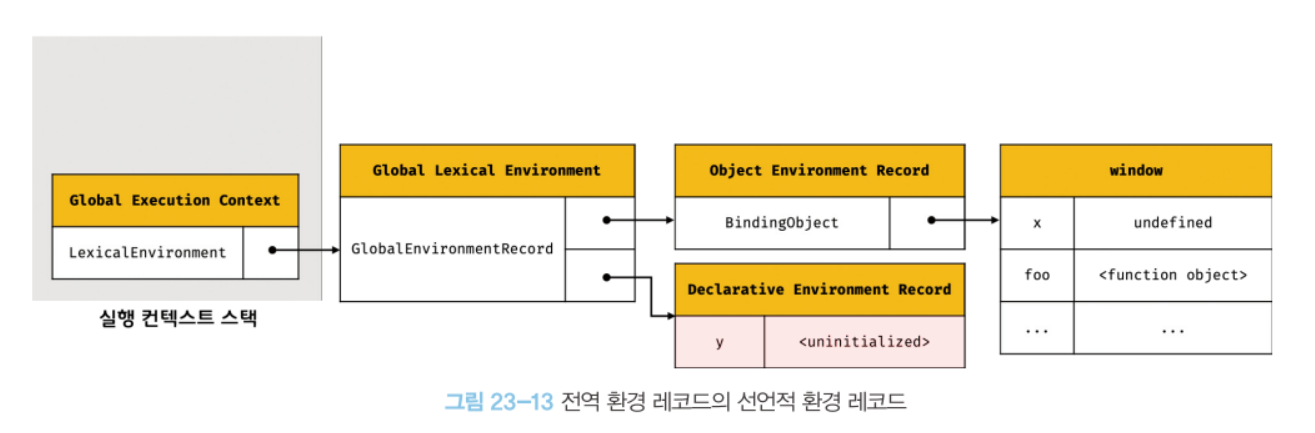 Global Execution Context
LexicalEnvironment
실행 컨텍스트 스택
Global Lexical Environment
GlobalEnvironmentRecord
Object Environment Record
BindingObject
Declarative Environment Record
y <uninitialized>
window
x undefined
foo <function object>
... ...
그림 23-13 전역 환경 레코드의 선언적 환경 레코드